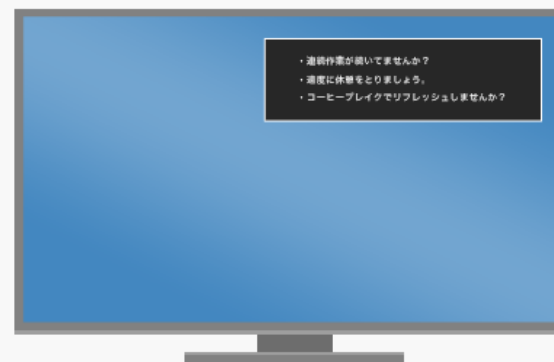 ・連続作業が続いてませんか？
・適度に休憩をとりましょう。
・コーヒーブレイクでリフレッシュしませんか？